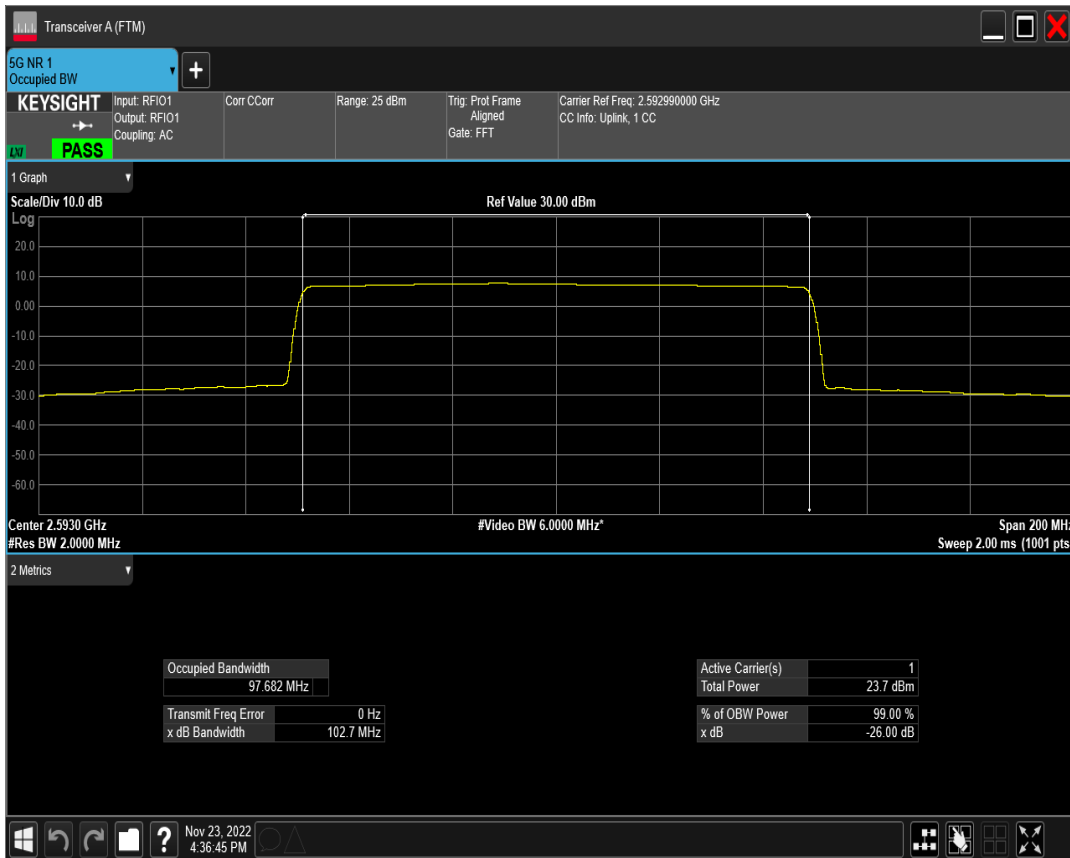 Transceiver A (FTM)
5G NR 1
Occupied BW
+
KEYSIGHT
LXI
PASS
Input: RFIO1
Output: RFIO1
Coupling: AC
Corr CCorr
Range: 25 dBm
Trig: Prot Frame
Aligned
Gate: FFT
Carrier Ref Freq: 2.592990000 GHz
CC Info: Uplink, 1 CC
1 Graph
Scale/Div 10.0 dB
Ref Value 30.00 dBm
Log
20.0
10.0
0.00
-10.0
-20.0
-30.0
-40.0
-50.0
-60.0
Center 2.5930 GHz
#Video BW 6.0000 MHz*
Span 200 MHz
#Res BW 2.0000 MHz
Sweep 2.00 ms (1001 pts
2 Metrics
Occupied Bandwidth
97.682 MHz
Transmit Freq Error 0 Hz
x dB Bandwidth 102.7 MHz
Active Carrier(s) 1
Total Power 23.7 dBm
% of OBW Power 99.00 %
x dB -26.00 dB
?
Nov 23, 2022
4:36:45 PM